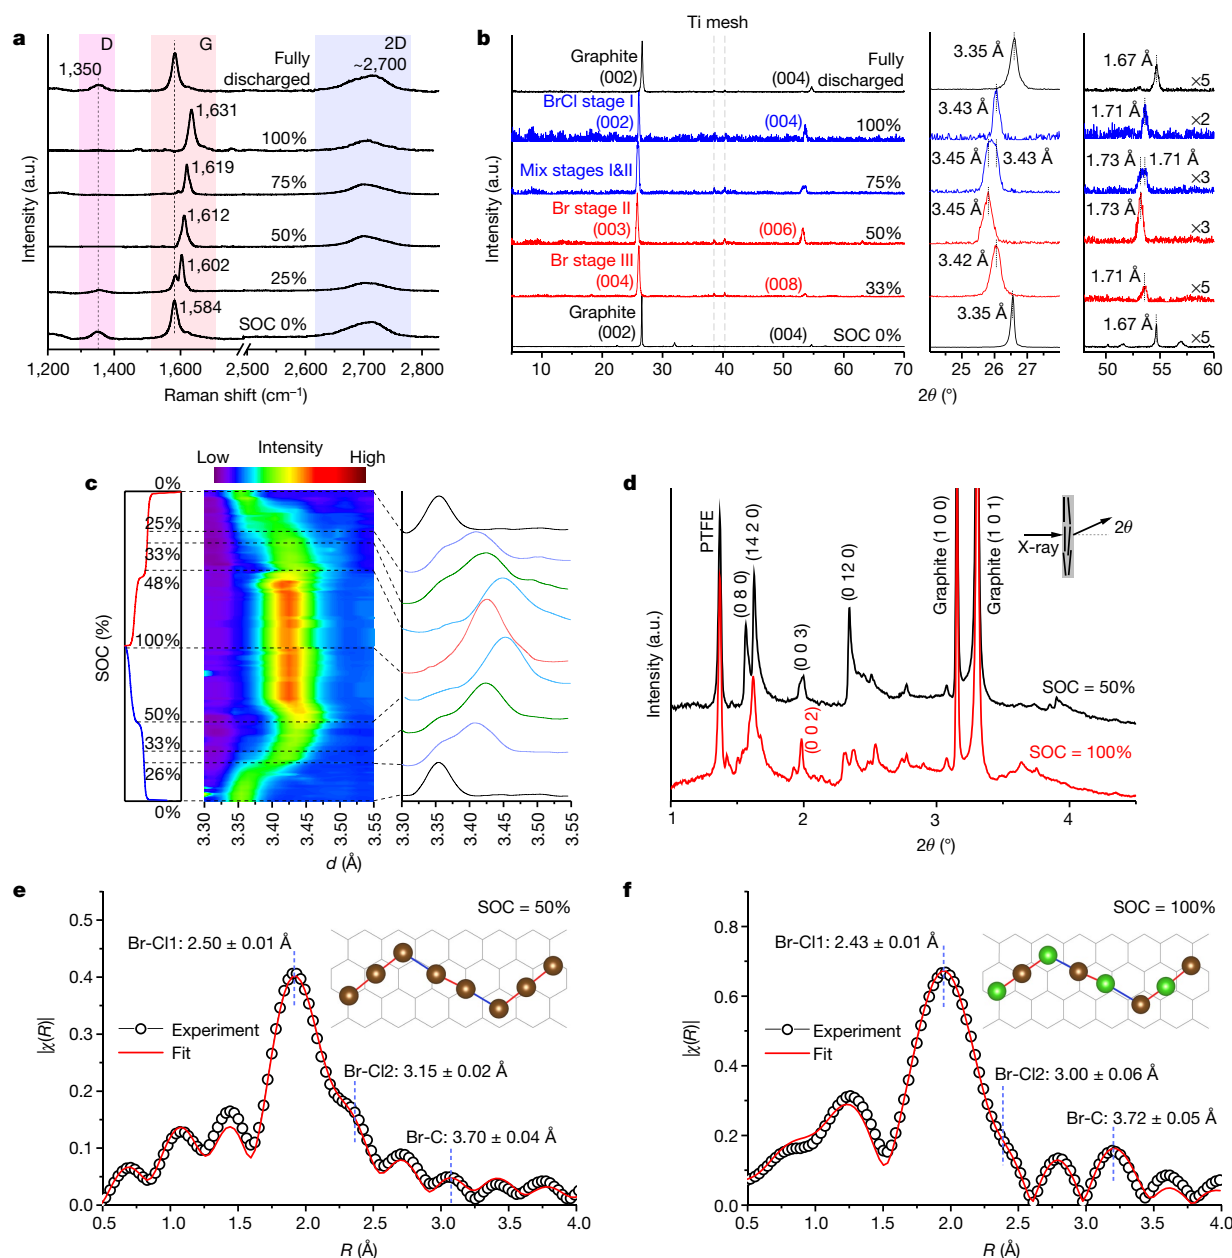 a
D
G
2D
1,350
Fully
discharged
~2,700
1,631
100%
1,619
75%
1,612
50%
1,602
25%
1,584
SOC 0%
Intensity (a.u.)
1,200 1,400 1,600 2,500 2,600 2,700 2,800
Raman shift (cm⁻¹)
b
Ti mesh
Graphite
(002)
(004)
Fully
discharged
BrCl stage I
(002)
(004)
100%
Mix stages I&II
75%
Br stage II
(003)
(006)
50%
Br stage III
(004)
(008)
33%
Graphite
(002)
(004)
SOC 0%
Intensity (a.u.)
10 20 30 40 50 60 70
3.35 Å
3.43 Å
3.45 Å 3.43 Å
3.45 Å
3.42 Å
3.35 Å
24 25 26 27
1.67 Å
×5
1.71 Å
×2
1.73 Å 1.71 Å
×3
1.73 Å
×3
1.71 Å
×5
1.67 Å
×5
50 55 60
2θ (°)
c
Intensity
Low High
0%
25%
33%
48%
100%
50%
33%
26%
0%
SOC (%)
3.30 3.35 3.40 3.45 3.50 3.55
3.30 3.35 3.40 3.45 3.50 3.55
d (Å)
d
PTFE
(0 8 0)
(14 2 0)
(0 0 3)
(0 0 2)
(0 12 0)
Graphite (1 0 0)
Graphite (1 0 1)
X-ray
2θ
SOC = 50%
SOC = 100%
Intensity (a.u.)
1 2 3 4
2θ (°)
e
SOC = 50%
Br-Cl1: 2.50 ± 0.01 Å
Experiment
Fit
Br-Cl2: 3.15 ± 0.02 Å
Br-C: 3.70 ± 0.04 Å
|χ(R)|
0.5
0.4
0.3
0.2
0.1
0.0
0.5 1.0 1.5 2.0 2.5 3.0 3.5 4.0
R (Å)
f
SOC = 100%
Br-Cl1: 2.43 ± 0.01 Å
Experiment
Fit
Br-Cl2: 3.00 ± 0.06 Å
Br-C: 3.72 ± 0.05 Å
|χ(R)|
0.8
0.6
0.4
0.2
0.0
0.5 1.0 1.5 2.0 2.5 3.0 3.5 4.0
R (Å)